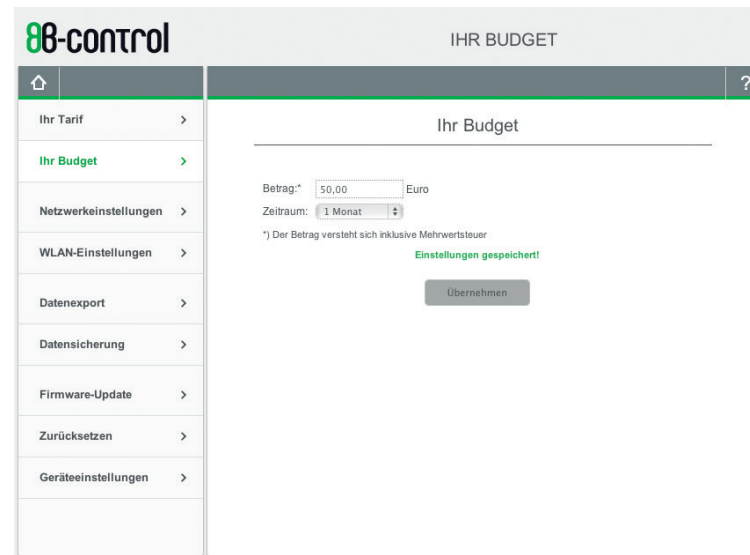 BB-control
IHR BUDGET
?
Ihr Tarif
Ihr Budget
Netzwerkeinstellungen
WLAN-Einstellungen
Datenexport
Datensicherung
Firmware-Update
Zurücksetzen
Geräteeinstellungen
Ihr Budget
Betrag:* 50,00 Euro
Zeitraum: 1 Monat
*) Der Betrag versteht sich inklusive Mehrwertsteuer
Einstellungen gespeichert!
Übernehmen